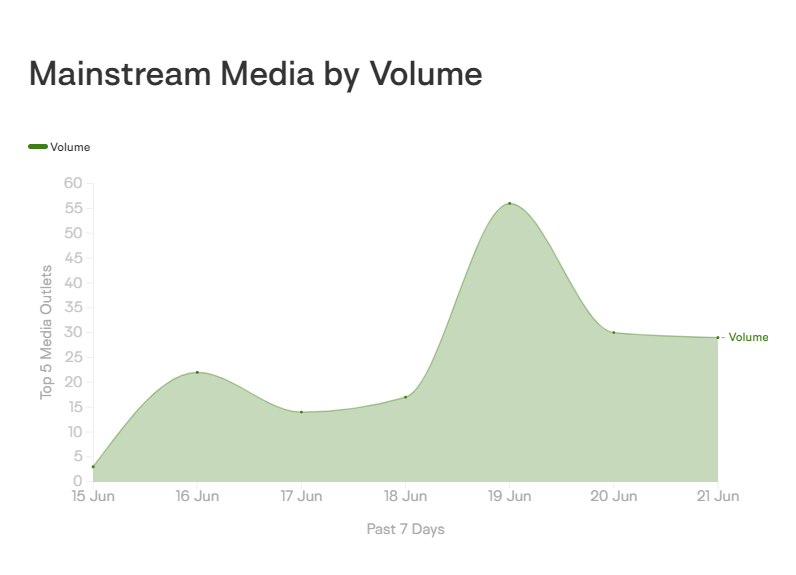 Mainstream Media by Volume
Volume
60
55
50
45
40
35
30
25
20
15
10
5
0
Top 5 Media Outlets
Volume
15 Jun 16 Jun 17 Jun 18 Jun 19 Jun 20 Jun 21 Jun
Past 7 Days